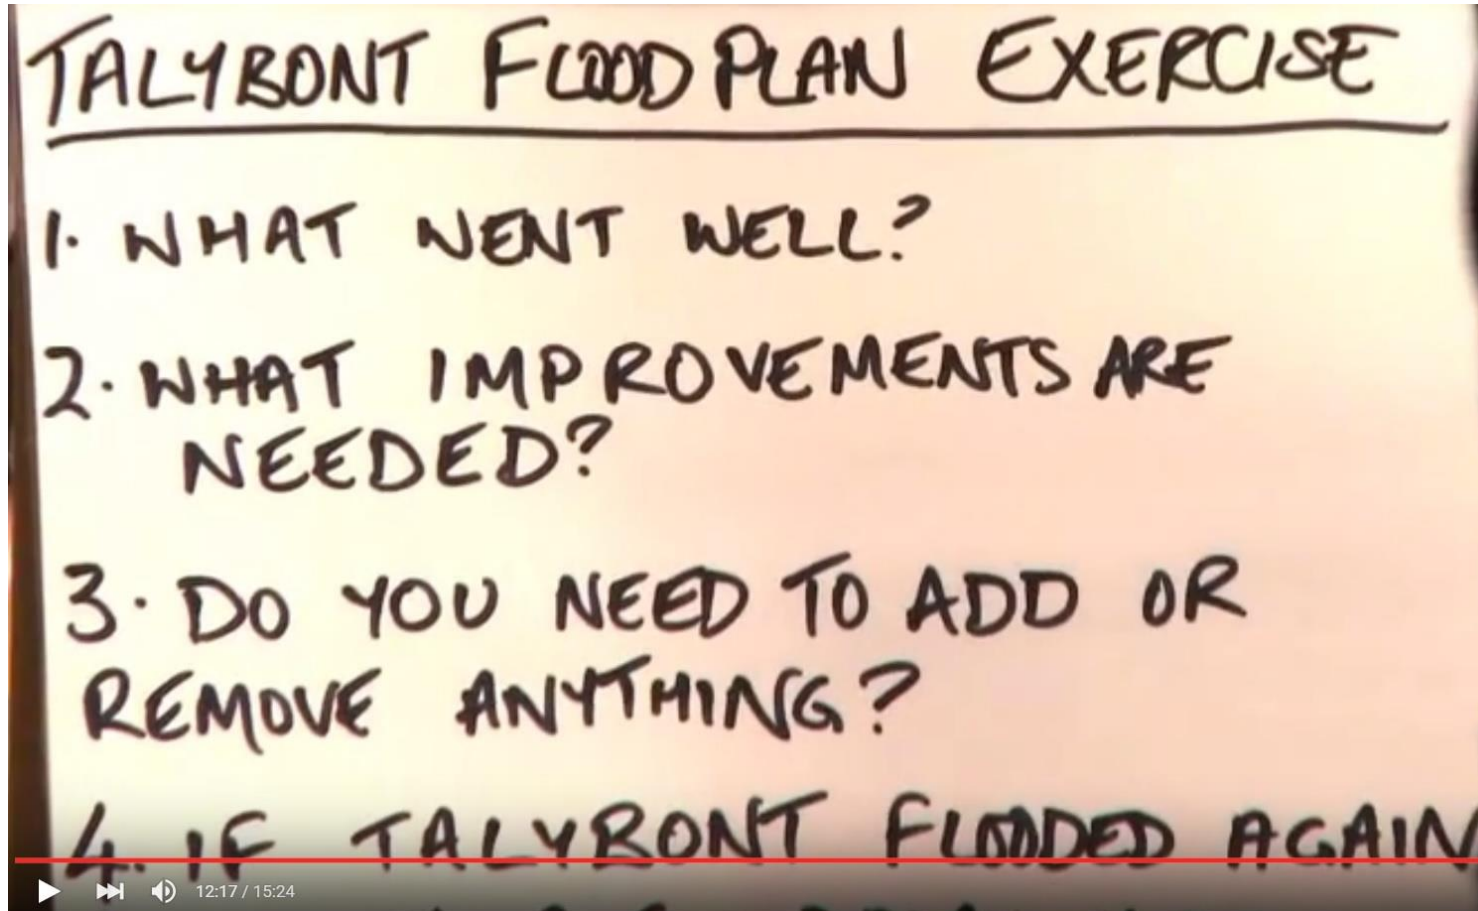 TALYBONT FLOOD PLAN EXERCISE
1. WHAT WENT WELL?
2. WHAT IMPROVEMENTS ARE
NEEDED?
3. DO YOU NEED TO ADD OR
REMOVE ANYTHING?
4. IF TALYBONT FLOODED AGAIN
12:17 / 15:24